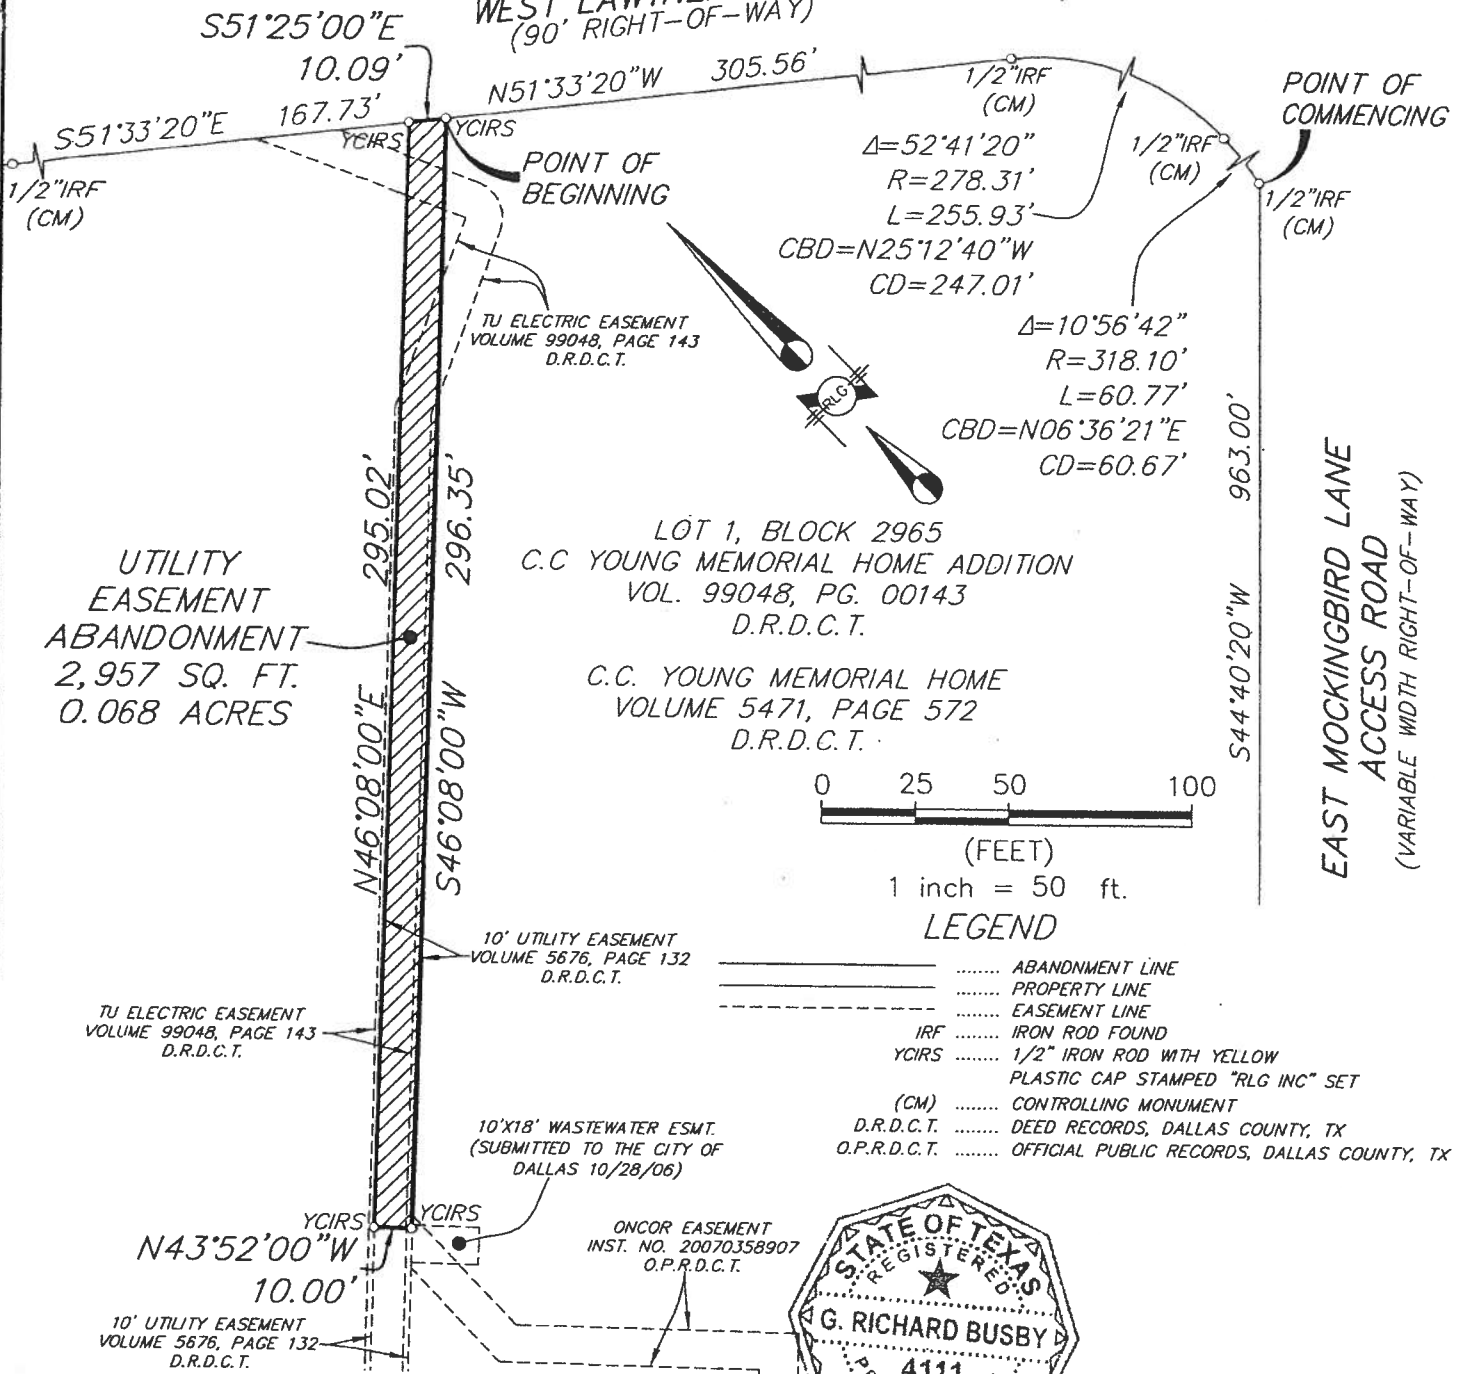 WEST
(90' RIGHT-OF-WAY)
S51°25'00"E
10.09'
S51°33'20"E 167.73'
N51°33'20"W 305.56'
YCIRS
YCIRS
1/2"IRF
(CM)
1/2"IRF
(CM)
1/2"IRF
(CM)
1/2"IRF
(CM)
POINT OF
COMMENCING
POINT OF
BEGINNING
Δ=52°41'20"
R=278.31'
L=255.93'
CBD=N25°12'40"W
CD=247.01'
Δ=10°56'42"
R=318.10'
L=60.77'
CBD=N06°36'21"E
CD=60.67'
TU ELECTRIC EASEMENT
VOLUME 99048, PAGE 143
D.R.D.C.T.
RLG
295.02'
296.35'
N46°08'00"E
S46°08'00"W
963.00'
S44°40'20"W
EAST MOCKINGBIRD LANE
ACCESS ROAD
(VARIABLE WIDTH RIGHT-OF-WAY)
UTILITY
EASEMENT
ABANDONMENT
2,957 SQ. FT.
0.068 ACRES
LOT 1, BLOCK 2965
C.C YOUNG MEMORIAL HOME ADDITION
VOL. 99048, PG. 00143
D.R.D.C.T.
C.C. YOUNG MEMORIAL HOME
VOLUME 5471, PAGE 572
D.R.D.C.T.
0 25 50 100
(FEET)
1 inch = 50 ft.
LEGEND
........ ABANDNMENT LINE
........ PROPERTY LINE
........ EASEMENT LINE
IRF ........ IRON ROD FOUND
YCIRS ........ 1/2" IRON ROD WITH YELLOW
PLASTIC CAP STAMPED "RLG INC" SET
(CM) ........ CONTROLLING MONUMENT
D.R.D.C.T. ........ DEED RECORDS, DALLAS COUNTY, TX
O.P.R.D.C.T. ........ OFFICIAL PUBLIC RECORDS, DALLAS COUNTY, TX
10' UTILITY EASEMENT
VOLUME 5676, PAGE 132
D.R.D.C.T.
TU ELECTRIC EASEMENT
VOLUME 99048, PAGE 143
D.R.D.C.T.
10'X18' WASTEWATER ESMT.
(SUBMITTED TO THE CITY OF
DALLAS 10/28/06)
YCIRS
YCIRS
N43°52'00"W
10.00'
ONCOR EASEMENT
INST. NO. 20070358907
O.P.R.D.C.T.
10' UTILITY EASEMENT
VOLUME 5676, PAGE 132
D.R.D.C.T.
STATE OF TEXAS
REGISTERED
G. RICHARD BUSBY
4111